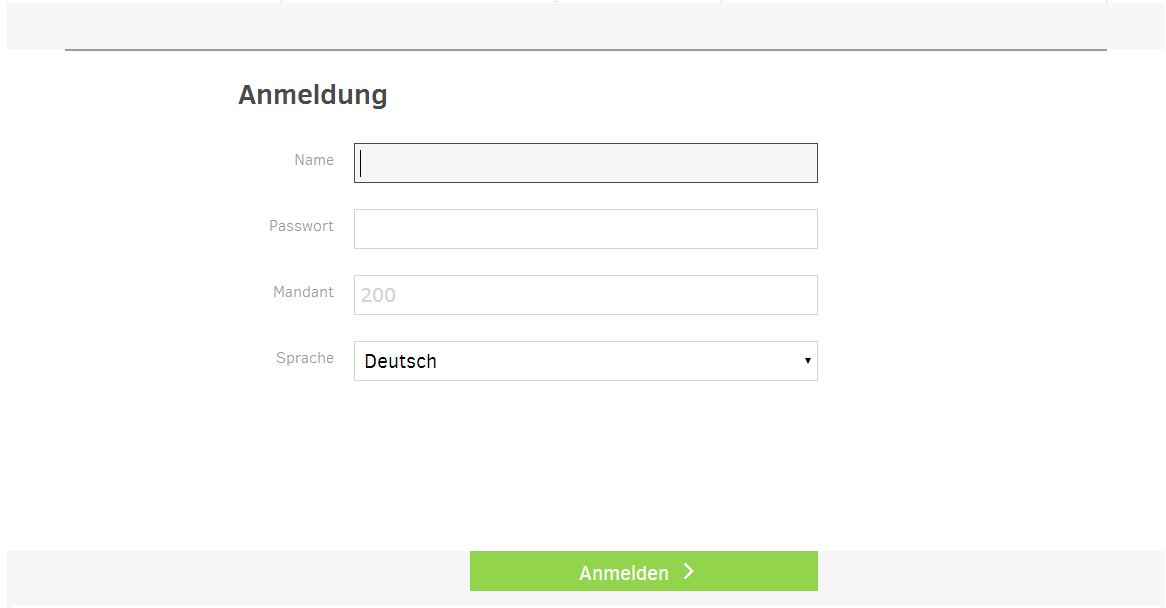 Anmeldung
Name
Passwort
Mandant 200
Sprache Deutsch
Anmelden